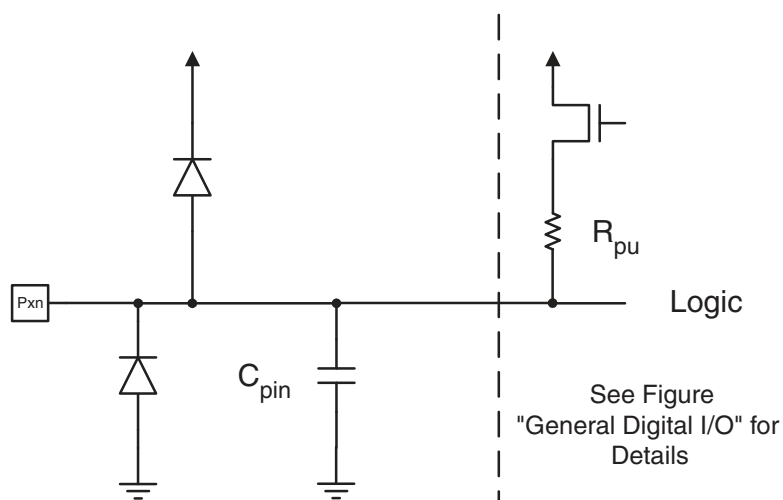 R_pu
Pxn
Logic
C_pin
See Figure
"General Digital I/O" for
Details